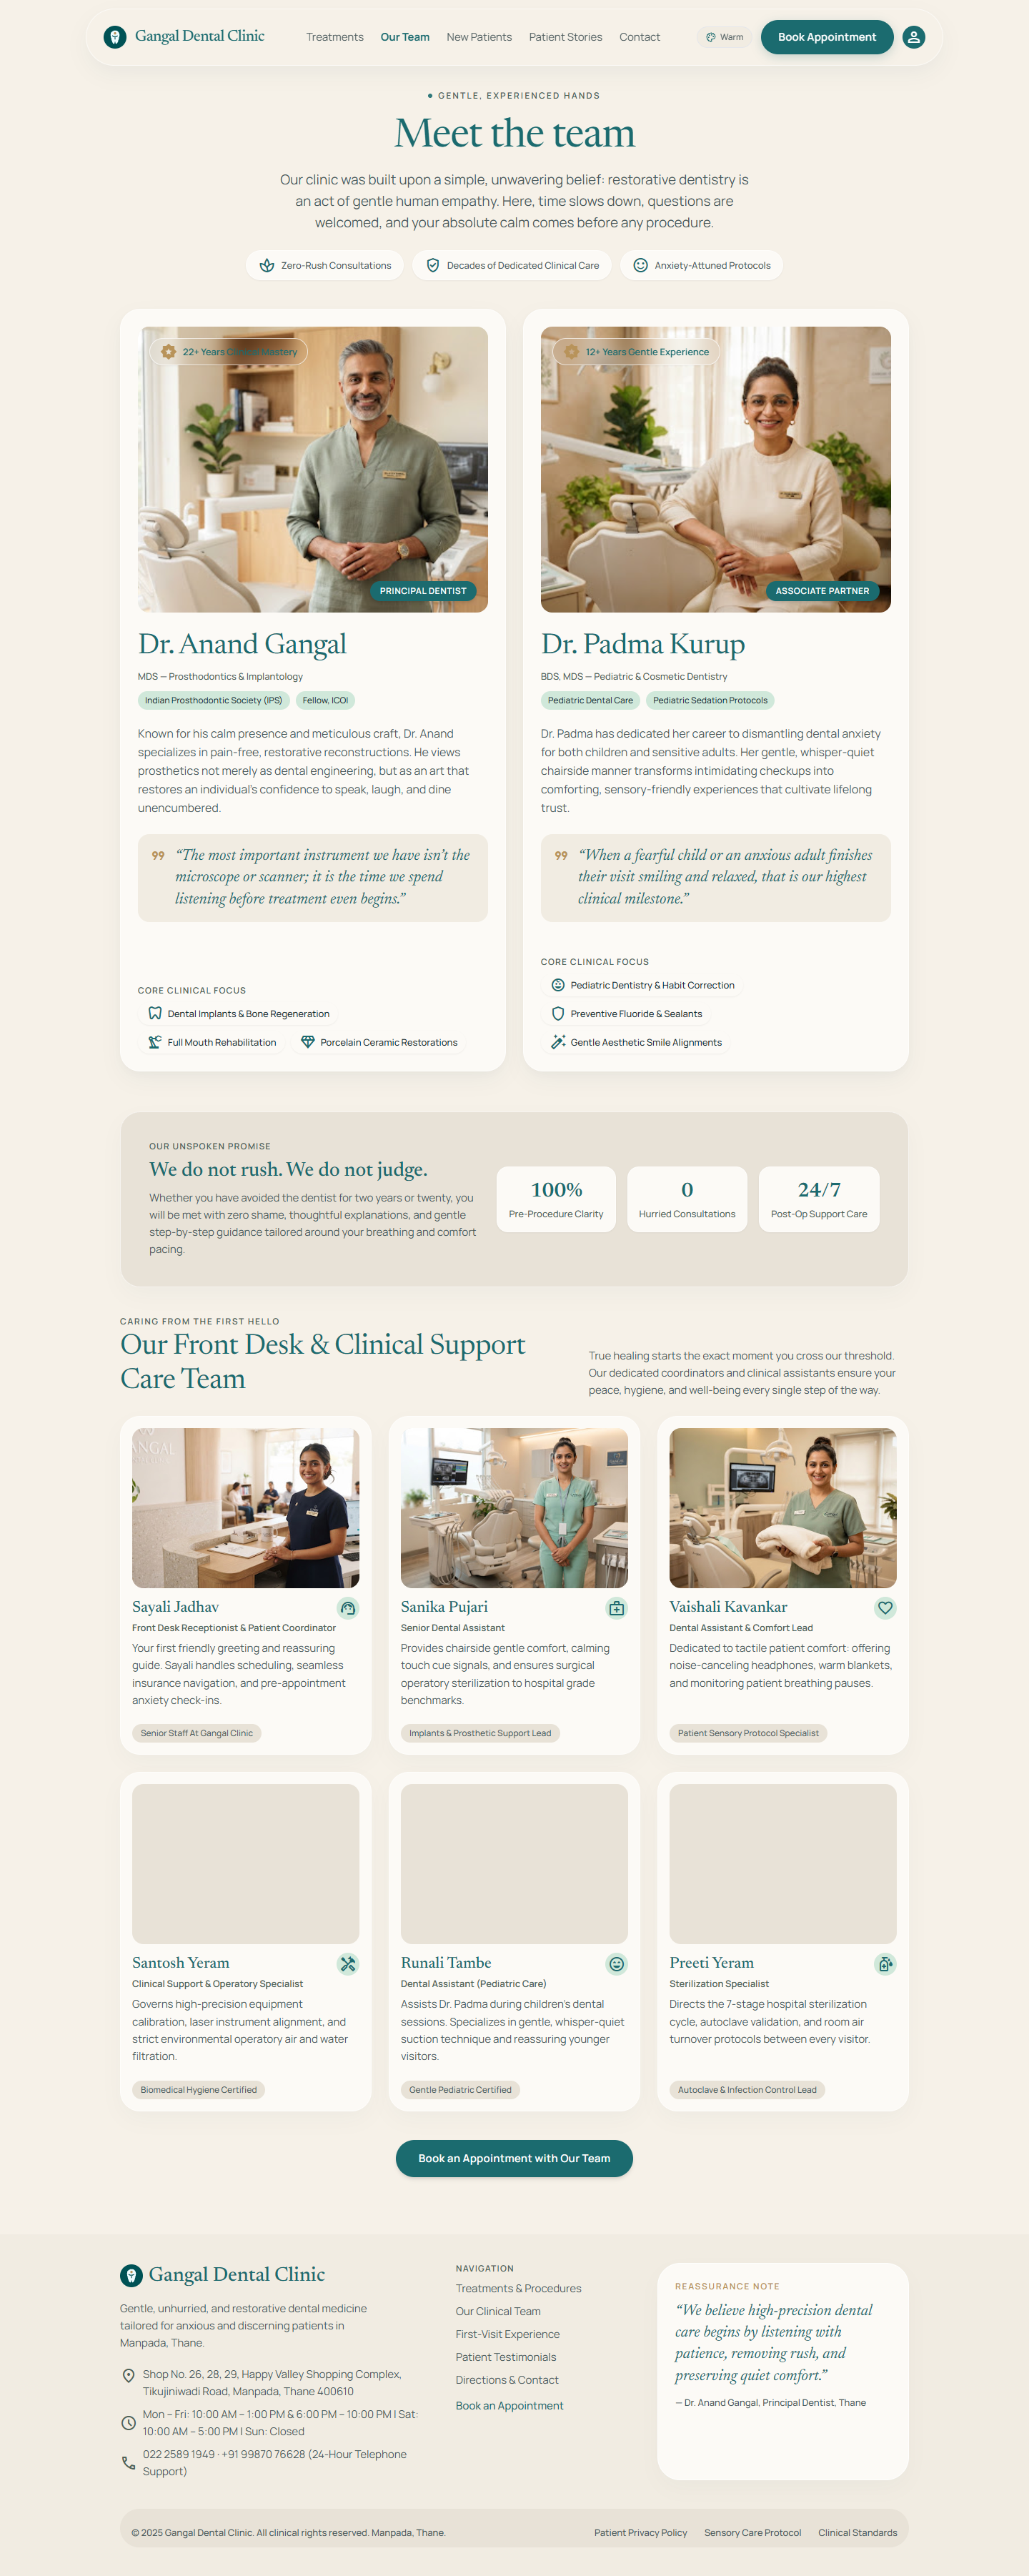 Gangal Dental Clinic
Treatments
Our Team
New Patients
Patient Stories
Contact
Warm
Book Appointment
GENTLE, EXPERIENCED HANDS
Meet the team
Our clinic was built upon a simple, unwavering belief: restorative dentistry is
an act of gentle human empathy. Here, time slows down, questions are
welcomed, and your absolute calm comes before any procedure.
Zero-Rush Consultations
Decades of Dedicated Clinical Care
Anxiety-Attuned Protocols
22+ Years Clinical Mastery
PRINCIPAL DENTIST
Dr. Anand Gangal
MDS — Prosthodontics & Implantology
Indian Prosthodontic Society (IPS)
Fellow, ICOI
Known for his calm presence and meticulous craft, Dr. Anand
specializes in pain-free, restorative reconstructions. He views
prosthetics not merely as dental engineering, but as an art that
restores an individual's confidence to speak, laugh, and dine
unencumbered.
“The most important instrument we have isn’t the
microscope or scanner; it is the time we spend
listening before treatment even begins.”
CORE CLINICAL FOCUS
Dental Implants & Bone Regeneration
Full Mouth Rehabilitation
Porcelain Ceramic Restorations
12+ Years Gentle Experience
ASSOCIATE PARTNER
Dr. Padma Kurup
BDS, MDS — Pediatric & Cosmetic Dentistry
Pediatric Dental Care
Pediatric Sedation Protocols
Dr. Padma has dedicated her career to dismantling dental anxiety
for both children and sensitive adults. Her gentle, whisper-quiet
chairside manner transforms intimidating checkups into
comforting, sensory-friendly experiences that cultivate lifelong
trust.
“When a fearful child or an anxious adult finishes
their visit smiling and relaxed, that is our highest
clinical milestone.”
CORE CLINICAL FOCUS
Pediatric Dentistry & Habit Correction
Preventive Fluoride & Sealants
Gentle Aesthetic Smile Alignments
OUR UNSPOKEN PROMISE
We do not rush. We do not judge.
Whether you have avoided the dentist for two years or twenty, you
will be met with zero shame, thoughtful explanations, and gentle
step-by-step guidance tailored around your breathing and comfort
pacing.
100%
Pre-Procedure Clarity
0
Hurried Consultations
24/7
Post-Op Support Care
CARING FROM THE FIRST HELLO
Our Front Desk & Clinical Support
Care Team
True healing starts the exact moment you cross our threshold.
Our dedicated coordinators and clinical assistants ensure your
peace, hygiene, and well-being every single step of the way.
Sayali Jadhav
Front Desk Receptionist & Patient Coordinator
Your first friendly greeting and reassuring
guide. Sayali handles scheduling, seamless
insurance navigation, and pre-appointment
anxiety check-ins.
Senior Staff At Gangal Clinic
Sanika Pujari
Senior Dental Assistant
Provides chairside gentle comfort, calming
touch cue signals, and ensures surgical
operatory sterilization to hospital grade
benchmarks.
Implants & Prosthetic Support Lead
Vaishali Kavankar
Dental Assistant & Comfort Lead
Dedicated to tactile patient comfort: offering
noise-canceling headphones, warm blankets,
and monitoring patient breathing pauses.
Patient Sensory Protocol Specialist
Santosh Yeram
Clinical Support & Operatory Specialist
Governs high-precision equipment
calibration, laser instrument alignment, and
strict environmental operatory air and water
filtration.
Biomedical Hygiene Certified
Runali Tambe
Dental Assistant (Pediatric Care)
Assists Dr. Padma during children's dental
sessions. Specializes in gentle, whisper-quiet
suction technique and reassuring younger
visitors.
Gentle Pediatric Certified
Preeti Yeram
Sterilization Specialist
Directs the 7-stage hospital sterilization
cycle, autoclave validation, and room air
turnover protocols between every visitor.
Autoclave & Infection Control Lead
Book an Appointment with Our Team
Gangal Dental Clinic
Gentle, unhurried, and restorative dental medicine
tailored for anxious and discerning patients in
Manpada, Thane.
Shop No. 26, 28, 29, Happy Valley Shopping Complex,
Tikujiniwadi Road, Manpada, Thane 400610
Mon – Fri: 10:00 AM – 1:00 PM & 6:00 PM – 10:00 PM | Sat:
10:00 AM – 5:00 PM | Sun: Closed
022 2589 1949 · +91 99870 76628 (24-Hour Telephone
Support)
NAVIGATION
Treatments & Procedures
Our Clinical Team
First-Visit Experience
Patient Testimonials
Directions & Contact
Book an Appointment
REASSURANCE NOTE
“We believe high-precision dental
care begins by listening with
patience, removing rush, and
preserving quiet comfort.”
— Dr. Anand Gangal, Principal Dentist, Thane
© 2025 Gangal Dental Clinic. All clinical rights reserved. Manpada, Thane.
Patient Privacy Policy
Sensory Care Protocol
Clinical Standards